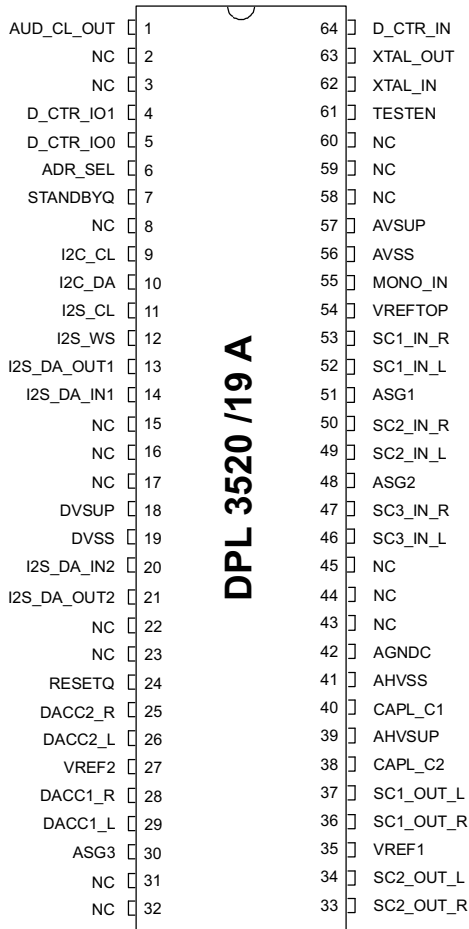 AUD_CL_OUT 1 64 D_CTR_IN
NC 2 63 XTAL_OUT
NC 3 62 XTAL_IN
D_CTR_IO1 4 61 TESTEN
D_CTR_IO0 5 60 NC
ADR_SEL 6 59 NC
STANDBYQ 7 58 NC
NC 8 57 AVSUP
I2C_CL 9 56 AVSS
I2C_DA 10 55 MONO_IN
I2S_CL 11 54 VREFTOP
I2S_WS 12 53 SC1_IN_R
I2S_DA_OUT1 13 52 SC1_IN_L
I2S_DA_IN1 14 51 ASG1
NC 15 50 SC2_IN_R
NC 16 49 SC2_IN_L
NC 17 48 ASG2
DVSUP 18 47 SC3_IN_R
DVSS 19 46 SC3_IN_L
I2S_DA_IN2 20 45 NC
I2S_DA_OUT2 21 44 NC
NC 22 43 NC
NC 23 42 AGNDC
RESETQ 24 41 AHVSS
DACC2_R 25 40 CAPL_C1
DACC2_L 26 39 AHVSUP
VREF2 27 38 CAPL_C2
DACC1_R 28 37 SC1_OUT_L
DACC1_L 29 36 SC1_OUT_R
ASG3 30 35 VREF1
NC 31 34 SC2_OUT_L
NC 32 33 SC2_OUT_R
DPL 3520 /19 A